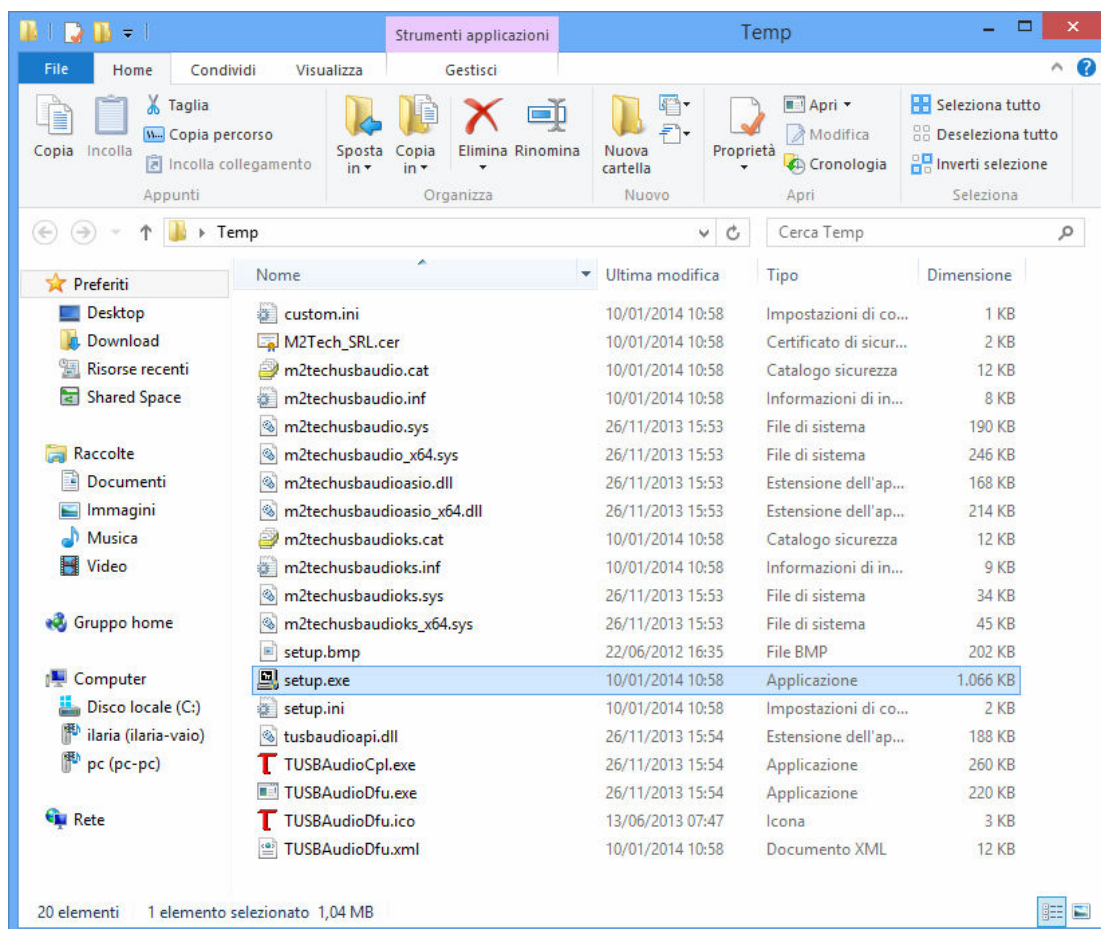 Strumenti applicazioni Temp
File Home Condividi Visualizza Gestisci
Copia Incolla Taglia Copia percorso Incolla collegamento Sposta in Copia in Elimina Rinomina Nuova cartella Proprietà Apri Modifica Cronologia Seleziona tutto Deseleziona tutto Inverti selezione
Appunti Organizza Nuovo Apri Seleziona
Temp Cerca Temp
Preferiti
Desktop
Download
Risorse recenti
Shared Space
Raccolte
Documenti
Immagini
Musica
Video
Gruppo home
Computer
Disco locale (C:)
ilaria (ilaria-vaio)
pc (pc-pc)
Rete
Nome Ultima modifica Tipo Dimensione
custom.ini 10/01/2014 10:58 Impostazioni di co... 1 KB
M2Tech_SRL.cer 10/01/2014 10:58 Certificato di sicur... 2 KB
m2techusbaudio.cat 10/01/2014 10:58 Catalogo sicurezza 12 KB
m2techusbaudio.inf 10/01/2014 10:58 Informazioni di in... 8 KB
m2techusbaudio.sys 26/11/2013 15:53 File di sistema 190 KB
m2techusbaudio_x64.sys 26/11/2013 15:53 File di sistema 246 KB
m2techusbaudioasio.dll 26/11/2013 15:53 Estensione dell'ap... 168 KB
m2techusbaudioasio_x64.dll 26/11/2013 15:53 Estensione dell'ap... 214 KB
m2techusbaudioks.cat 10/01/2014 10:58 Catalogo sicurezza 12 KB
m2techusbaudioks.inf 10/01/2014 10:58 Informazioni di in... 9 KB
m2techusbaudioks.sys 26/11/2013 15:53 File di sistema 34 KB
m2techusbaudioks_x64.sys 26/11/2013 15:53 File di sistema 45 KB
setup.bmp 22/06/2012 16:35 File BMP 202 KB
setup.exe 10/01/2014 10:58 Applicazione 1.066 KB
setup.ini 10/01/2014 10:58 Impostazioni di co... 2 KB
tusbaudioapi.dll 26/11/2013 15:54 Estensione dell'ap... 188 KB
TUSBAudioCpl.exe 26/11/2013 15:54 Applicazione 260 KB
TUSBAudioDfu.exe 26/11/2013 15:54 Applicazione 220 KB
TUSBAudioDfu.ico 13/06/2013 07:47 Icona 3 KB
TUSBAudioDfu.xml 10/01/2014 10:58 Documento XML 12 KB
20 elementi 1 elemento selezionato 1,04 MB